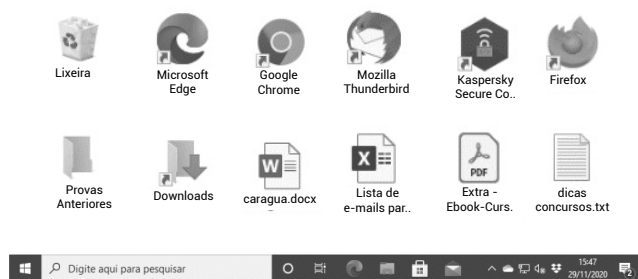 Lixeira
Microsoft
Edge
Google
Chrome
Mozilla
Thunderbird
Kaspersky
Secure Co..
Firefox
Provas
Anteriores
Downloads
W
caragua.docx
X
Lista de
e-mails par..
PDF
Extra -
Ebook-Curs.
dicas
concursos.txt
Digite aqui para pesquisar
15:47
29/11/2020
2